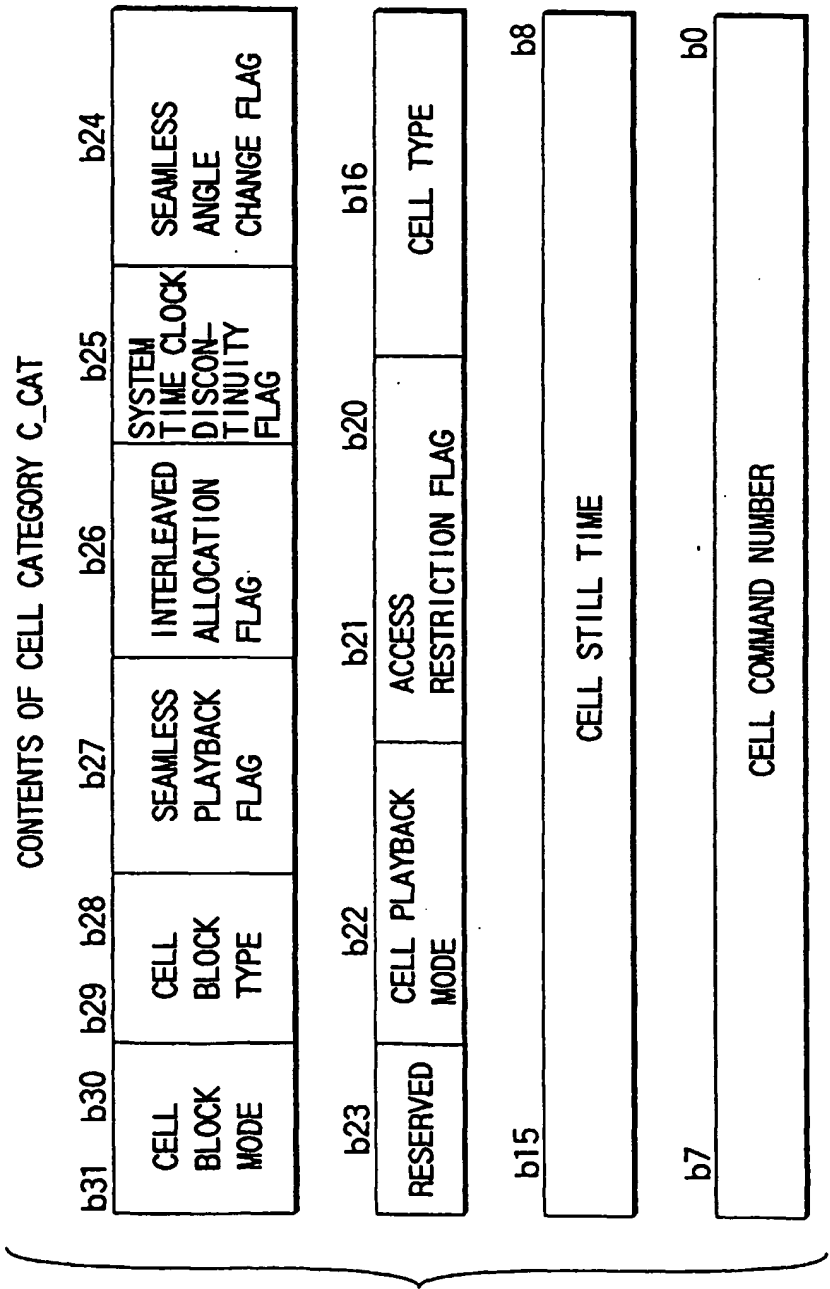 CONTENTS OF CELL CATEGORY C_CAT
b31 b30 b29 b28 b27 b26 b25 b24
CELL
BLOCK
MODE
CELL
BLOCK
TYPE
SEAMLESS
PLAYBACK
FLAG
INTERLEAVED
ALLOCATION
FLAG
SYSTEM
TIME CLOCK
DISCON-
TINUITY
FLAG
SEAMLESS
ANGLE
CHANGE FLAG
b23 b22 b21 b20 b16
RESERVED
CELL PLAYBACK
MODE
ACCESS
RESTRICTION FLAG
CELL TYPE
b15 b8
CELL STILL TIME
b7 b0
CELL COMMAND NUMBER